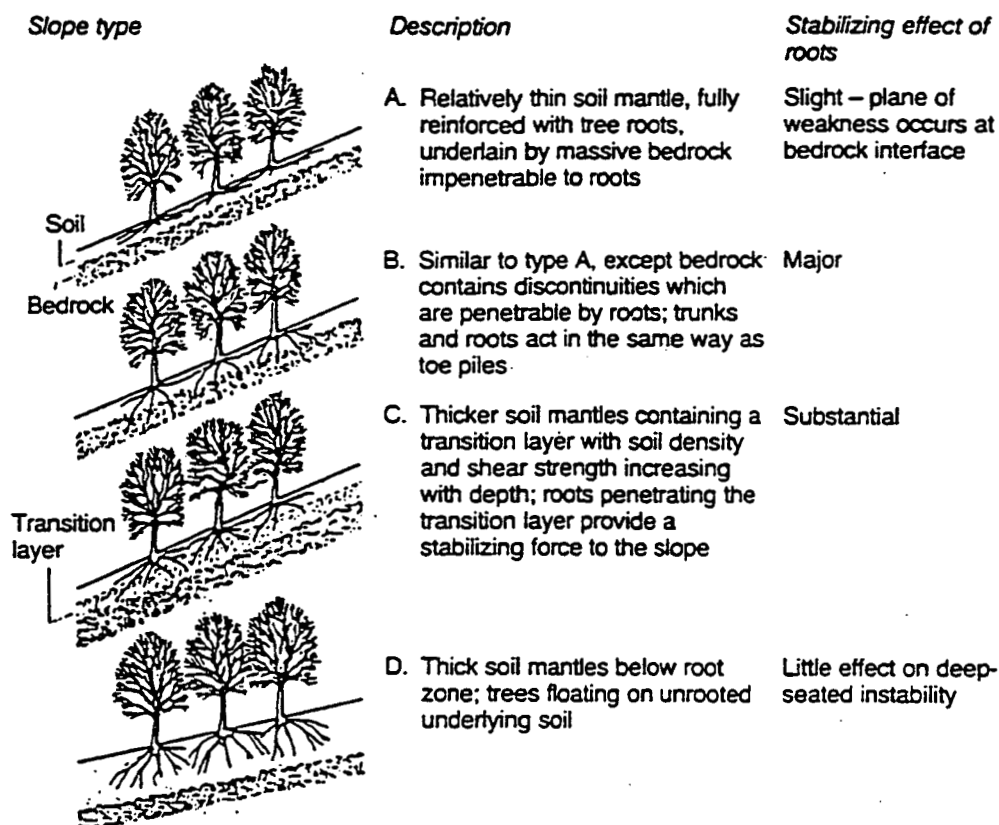 Slope type
Description
Stabilizing effect of
roots
A. Relatively thin soil mantle, fully
reinforced with tree roots,
underlain by massive bedrock
impenetrable to roots
Slight – plane of
weakness occurs at
bedrock interface
Soil
Bedrock
B. Similar to type A, except bedrock
contains discontinuities which
are penetrable by roots; trunks
and roots act in the same way as
toe piles
Major
C. Thicker soil mantles containing a
transition layer with soil density
and shear strength increasing
with depth; roots penetrating the
transition layer provide a
stabilizing force to the slope
Substantial
Transition
layer
D. Thick soil mantles below root
zone; trees floating on unrooted
underlying soil
Little effect on deep-
seated instability